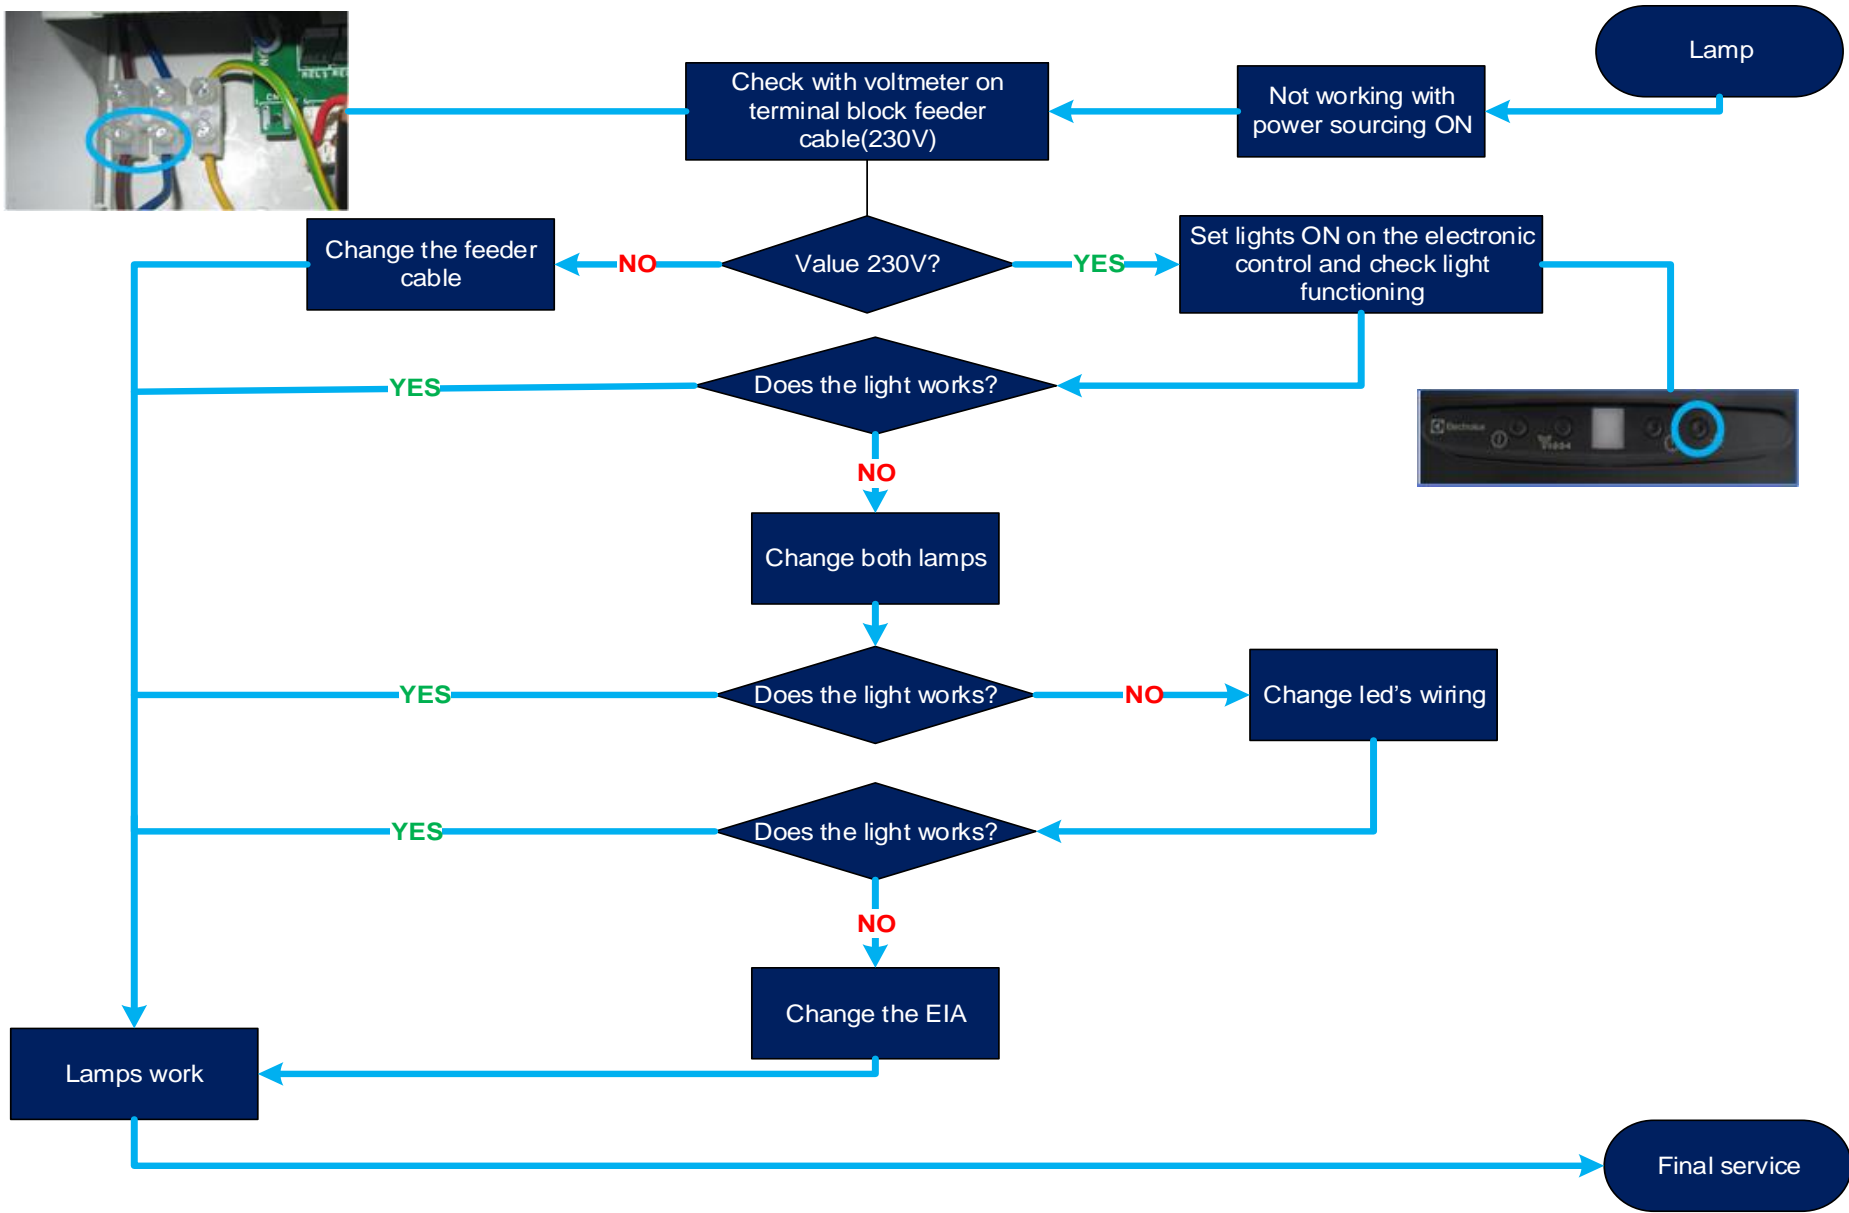 Lamp
Not working with
power sourcing ON
Check with voltmeter on
terminal block feeder
cable(230V)
REL1
Change the feeder
cable
NO
Value 230V?
YES
Set lights ON on the electronic
control and check light
functioning
YES
Does the light works?
Electrolux
NO
Change both lamps
YES
Does the light works?
NO
Change led’s wiring
YES
Does the light works?
NO
Change the EIA
Lamps work
Final service